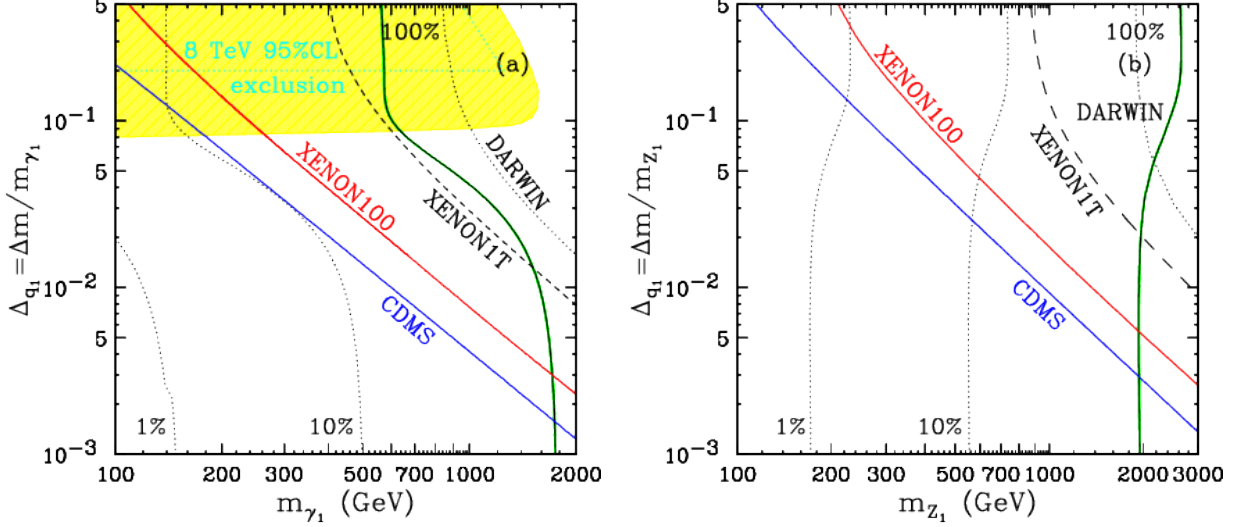 5
100%
8 TeV 95%CL
(a)
exclusion
10⁻¹
5
DARWIN
XENON100
XENON1T
10⁻²
CDMS
5
1%
10%
10⁻³
100
200
300
500
700
1000
2000
Δq₁=Δm/mγ₁
mγ₁ (GeV)
5
100%
(b)
XENON100
DARWIN
10⁻¹
5
XENON1T
10⁻²
CDMS
5
1%
10%
10⁻³
100
200
300
500
700
1000
2000
3000
Δq₁=Δm/mZ₁
mZ₁ (GeV)